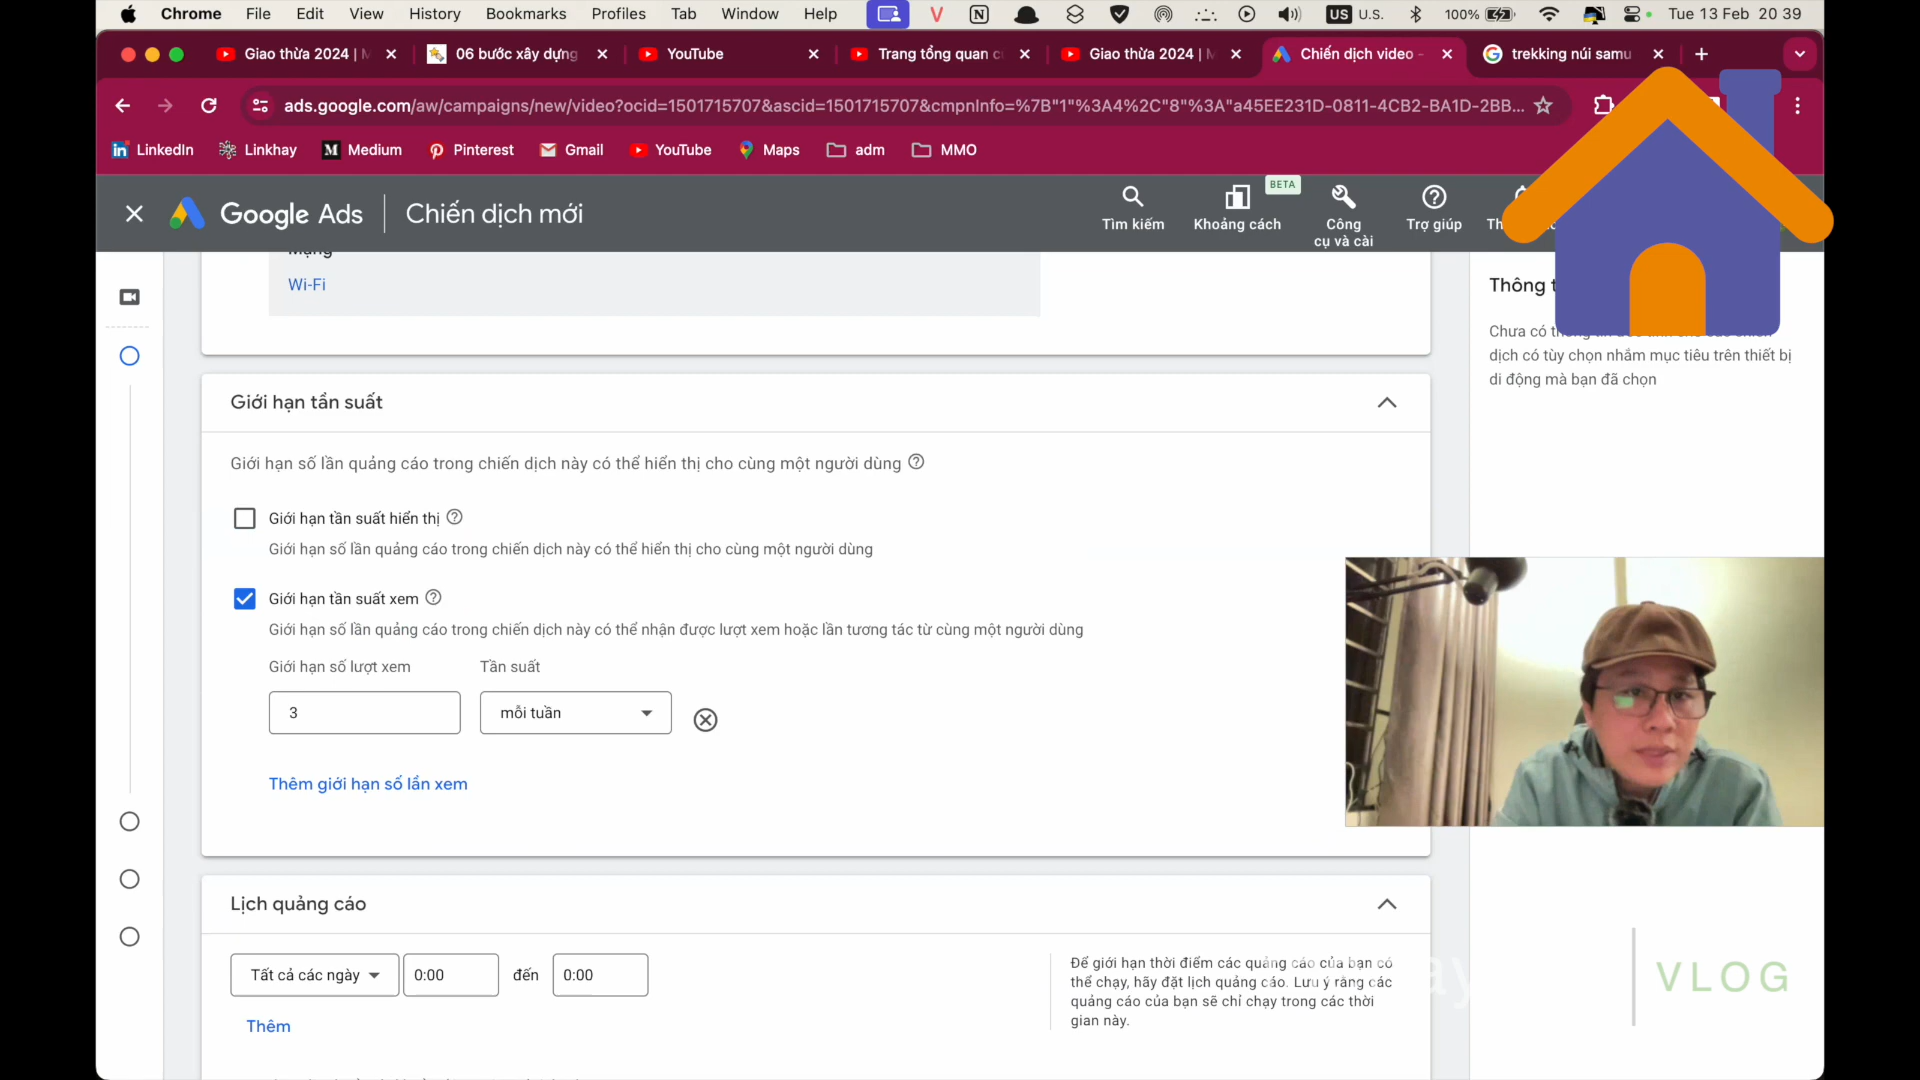 Chrome File Edit View History Bookmarks Profiles Tab Window Help US U.S. 100% Tue 13 Feb 20 39
Giao thừa 2024 | 06 bước xây dựng YouTube Trang tổng quan Giao thừa 2024 | Chiến dịch video - trekking núi samu
ads.google.com/aw/campaigns/new/video?ocid=1501715707&ascid=1501715707&cmpnInfo=%7B"1"%3A4%2C"8"%3A"a45EE231D-0811-4CB2-BA1D-2BB...
LinkedIn Linkhay Medium Pinterest Gmail YouTube Maps adm MMO
Google Ads Chiến dịch mới
BETA
Tìm kiếm Khoảng cách Công cụ và cài Trợ giúp
Mạng
Wi-Fi
Thông
Chưa có
dịch có tùy chọn nhắm mục tiêu trên thiết bị
di động mà bạn đã chọn
Giới hạn tần suất
Giới hạn số lần quảng cáo trong chiến dịch này có thể hiển thị cho cùng một người dùng
Giới hạn tần suất hiển thị
Giới hạn số lần quảng cáo trong chiến dịch này có thể hiển thị cho cùng một người dùng
Giới hạn tần suất xem
Giới hạn số lần quảng cáo trong chiến dịch này có thể nhận được lượt xem hoặc lần tương tác từ cùng một người dùng
Giới hạn số lượt xem Tần suất
3 mỗi tuần
Thêm giới hạn số lần xem
Lịch quảng cáo
Tất cả các ngày 0:00 đến 0:00
Thêm
Để giới hạn thời điểm các quảng cáo của bạn có
thể chạy, hãy đặt lịch quảng cáo. Lưu ý rằng các
quảng cáo của bạn sẽ chỉ chạy trong các thời
gian này.
VLOG